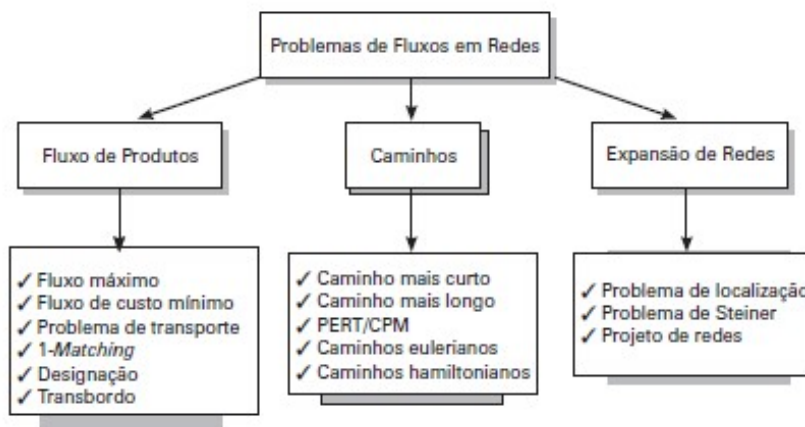 Problemas de Fluxos em Redes
Fluxo de Produtos
Caminhos
Expansão de Redes
✓ Fluxo máximo
✓ Fluxo de custo mínimo
✓ Problema de transporte
✓ 1-Matching
✓ Designação
✓ Transbordo
✓ Caminho mais curto
✓ Caminho mais longo
✓ PERT/CPM
✓ Caminhos eulerianos
✓ Caminhos hamiltonianos
✓ Problema de localização
✓ Problema de Steiner
✓ Projeto de redes